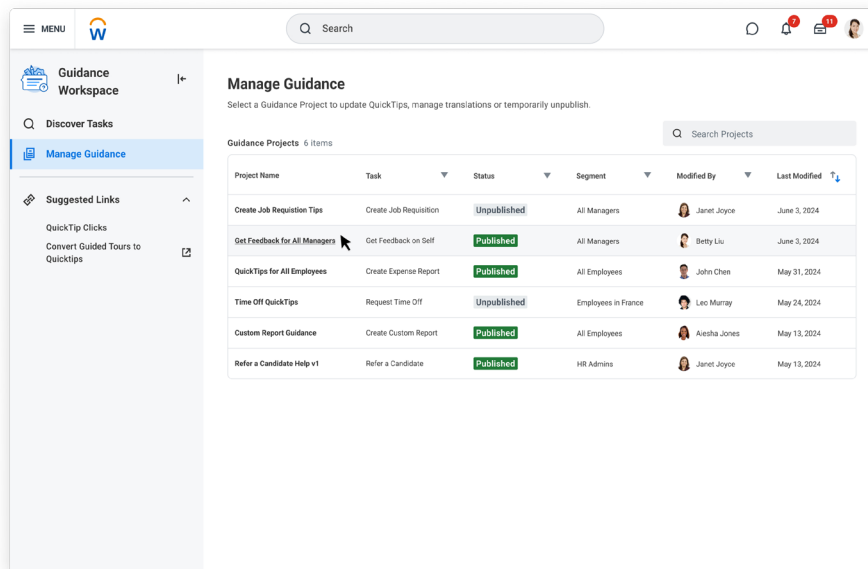 MENU
Search
7
11
Guidance
Workspace
Discover Tasks
Manage Guidance
Suggested Links
QuickTip Clicks
Convert Guided Tours to
Quicktips
Manage Guidance
Select a Guidance Project to update QuickTips, manage translations or temporarily unpublish.
Guidance Projects 6 items
Search Projects
Project Name Task Status Segment Modified By Last Modified
Create Job Requistion Tips Create Job Requisition Unpublished All Managers Janet Joyce June 3, 2024
Get Feedback for All Managers Get Feedback on Self Published All Managers Betty Liu June 3, 2024
QuickTips for All Employees Create Expense Report Published All Employees John Chen May 31, 2024
Time Off QuickTips Request Time Off Unpublished Employees in France Leo Murray May 24, 2024
Custom Report Guidance Create Custom Report Published All Employees Aiesha Jones May 13, 2024
Refer a Candidate Help v1 Refer a Candidate Published HR Admins Janet Joyce May 13, 2024